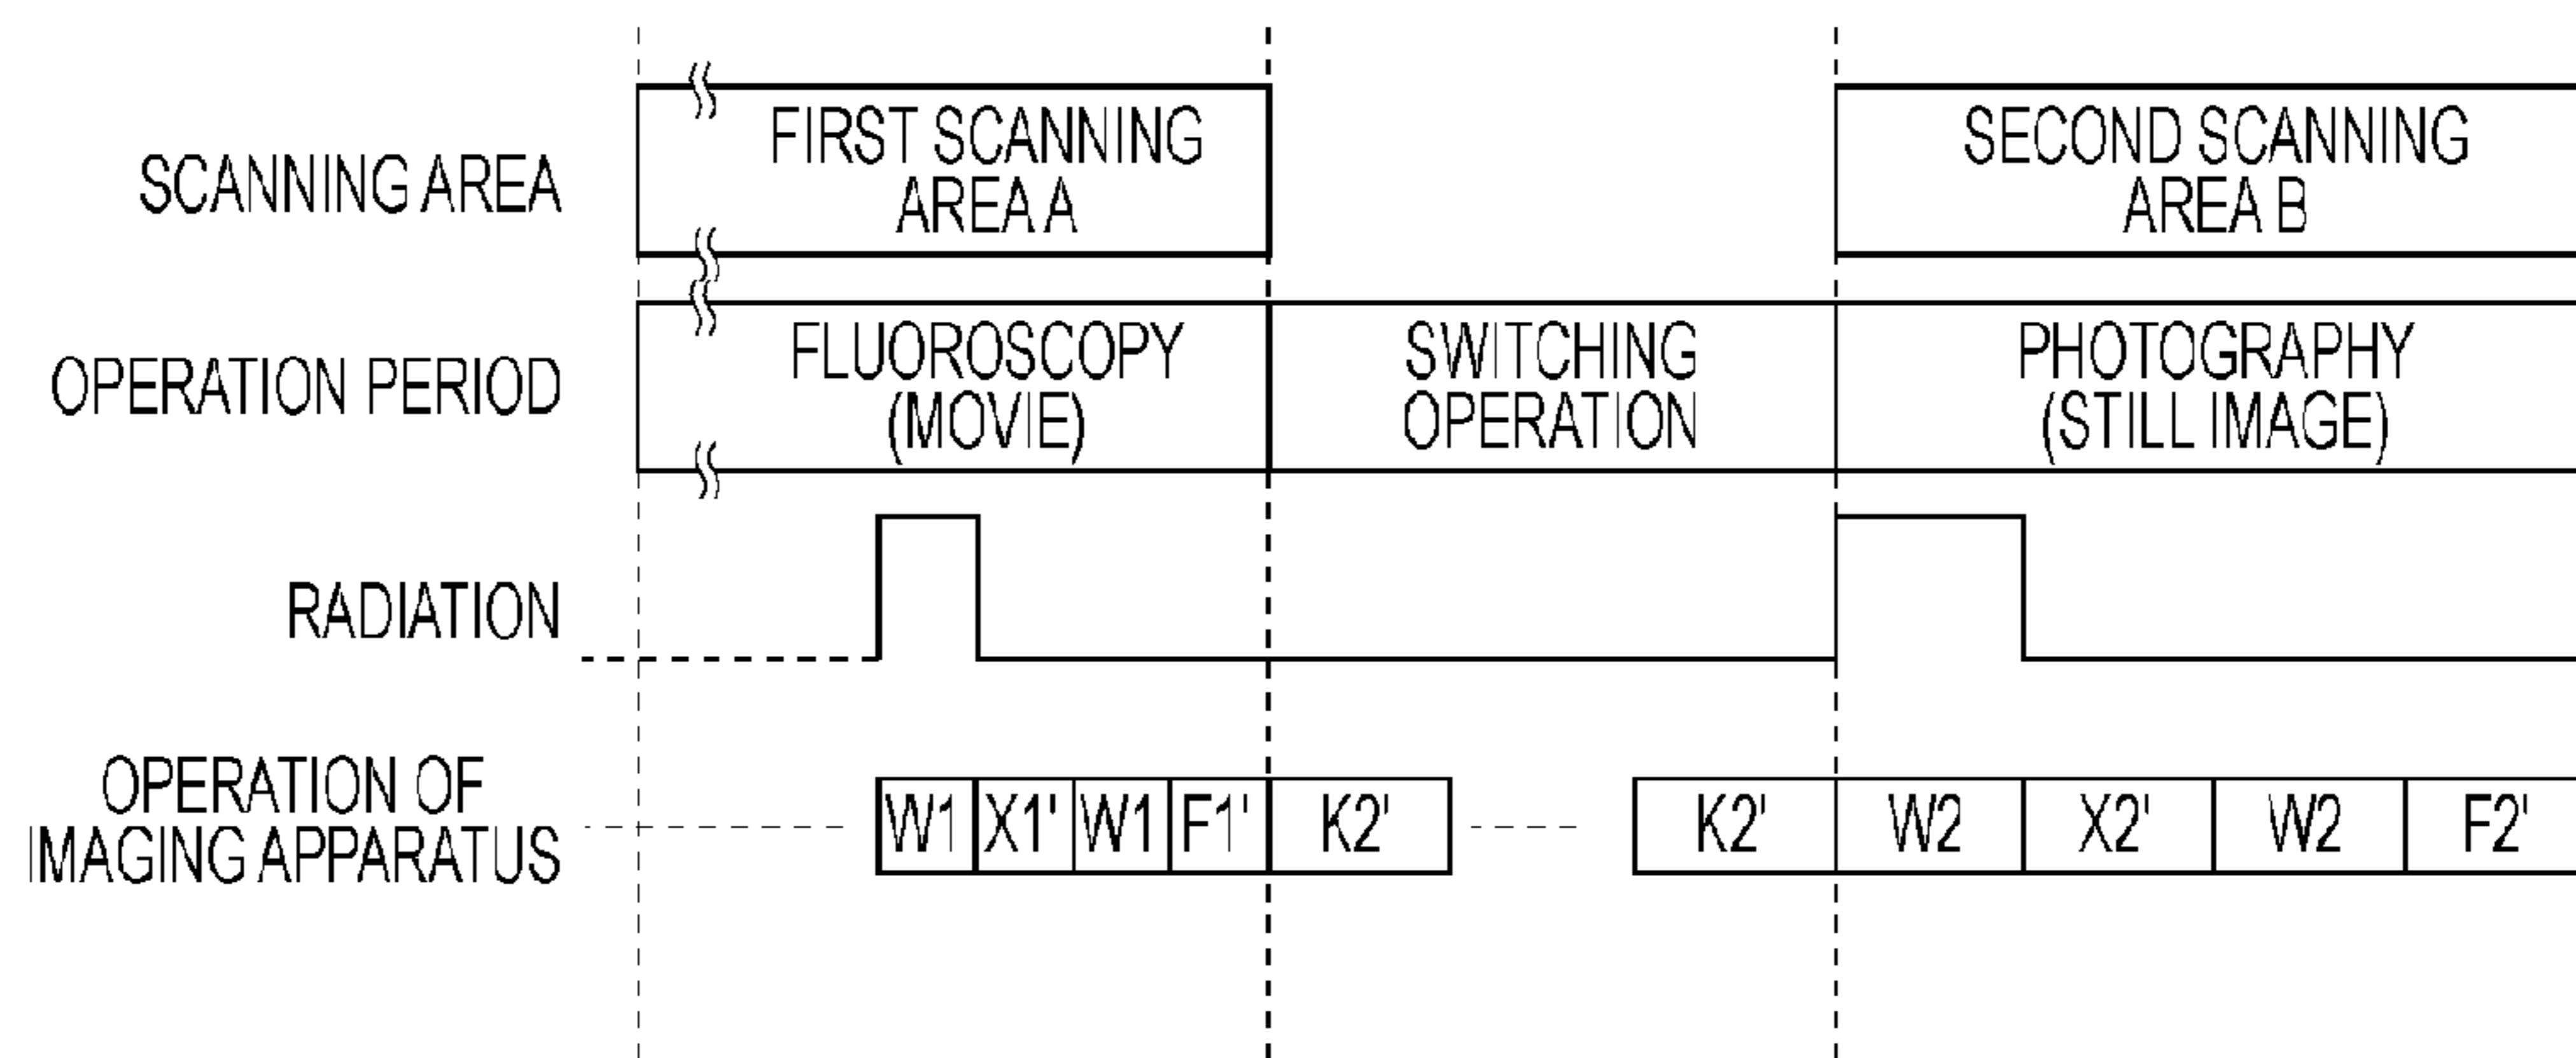 SCANNING AREA
FIRST SCANNING
AREA A
SECOND SCANNING
AREA B
OPERATION PERIOD
FLUOROSCOPY
(MOVIE)
SWITCHING
OPERATION
PHOTOGRAPHY
(STILL IMAGE)
RADIATION
OPERATION OF
IMAGING APPARATUS
W1 X1' W1 F1' K2' K2' W2 X2' W2 F2'